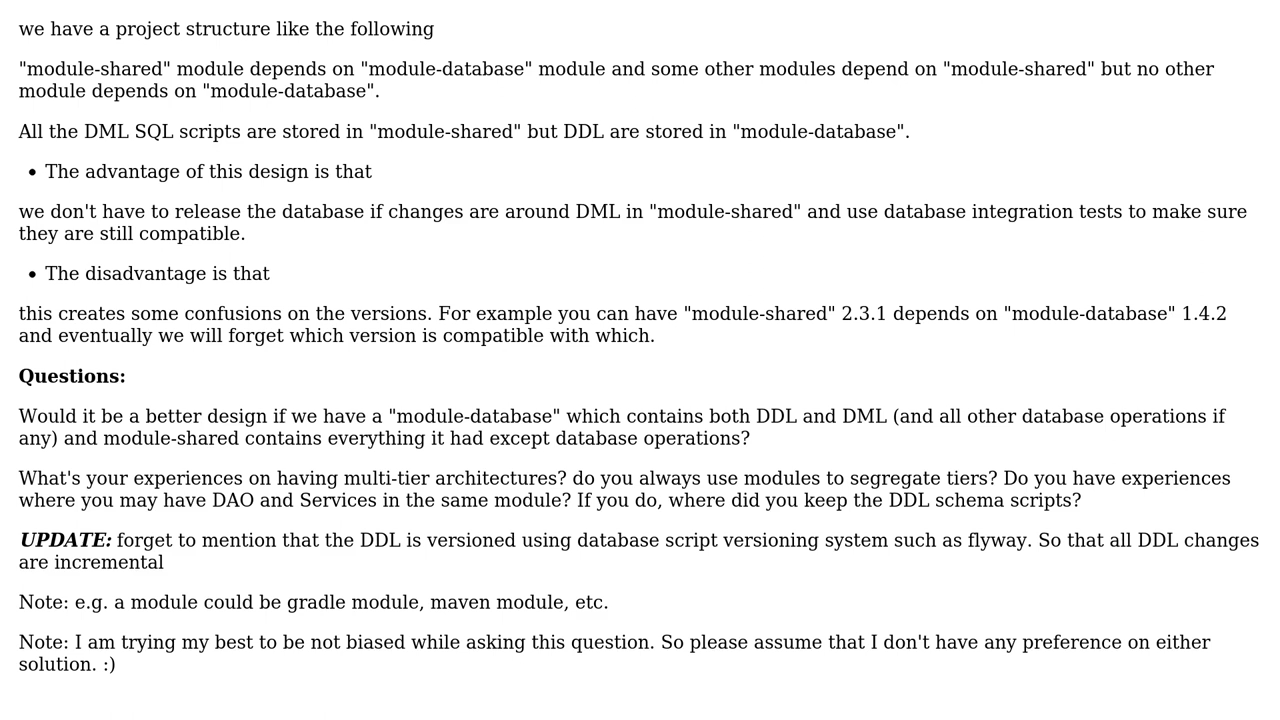 we have a project structure like the following
"module-shared" module depends on "module-database" module and some other modules depend on "module-shared" but no other
module depends on "module-database".
All the DML SQL scripts are stored in "module-shared" but DDL are stored in "module-database".
• The advantage of this design is that
we don't have to release the database if changes are around DML in "module-shared" and use database integration tests to make sure
they are still compatible.
• The disadvantage is that
this creates some confusions on the versions. For example you can have "module-shared" 2.3.1 depends on "module-database" 1.4.2
and eventually we will forget which version is compatible with which.
Questions:
Would it be a better design if we have a "module-database" which contains both DDL and DML (and all other database operations if
any) and module-shared contains everything it had except database operations?
What's your experiences on having multi-tier architectures? do you always use modules to segregate tiers? Do you have experiences
where you may have DAO and Services in the same module? If you do, where did you keep the DDL schema scripts?
UPDATE: forget to mention that the DDL is versioned using database script versioning system such as flyway. So that all DDL changes
are incremental
Note: e.g. a module could be gradle module, maven module, etc.
Note: I am trying my best to be not biased while asking this question. So please assume that I don't have any preference on either
solution. :)